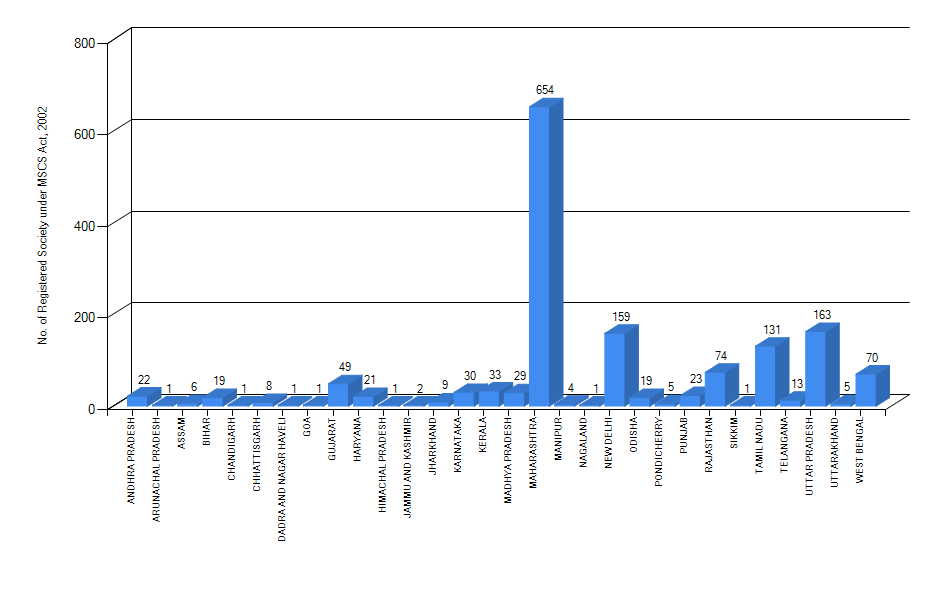 No. of Registered Society under MSCS Act, 2002
800
600
400
200
0
22
1
6
19
1
8
1
1
49
21
1
2
9
30
33
29
654
4
1
159
19
5
23
74
1
131
13
163
5
70
ANDHRA PRADESH
ARUNACHAL PRADESH
ASSAM
BIHAR
CHANDIGARH
CHHATTISGARH
DADRA AND NAGAR HAVELI
GOA
GUJARAT
HARYANA
HIMACHAL PRADESH
JAMMU AND KASHMIR
JHARKHAND
KARNATAKA
KERALA
MADHYA PRADESH
MAHARASHTRA
MANIPUR
NAGALAND
NEW DELHI
ODISHA
PONDICHERRY
PUNJAB
RAJASTHAN
SIKKIM
TAMIL NADU
TELANGANA
UTTAR PRADESH
UTTARAKHAND
WEST BENGAL